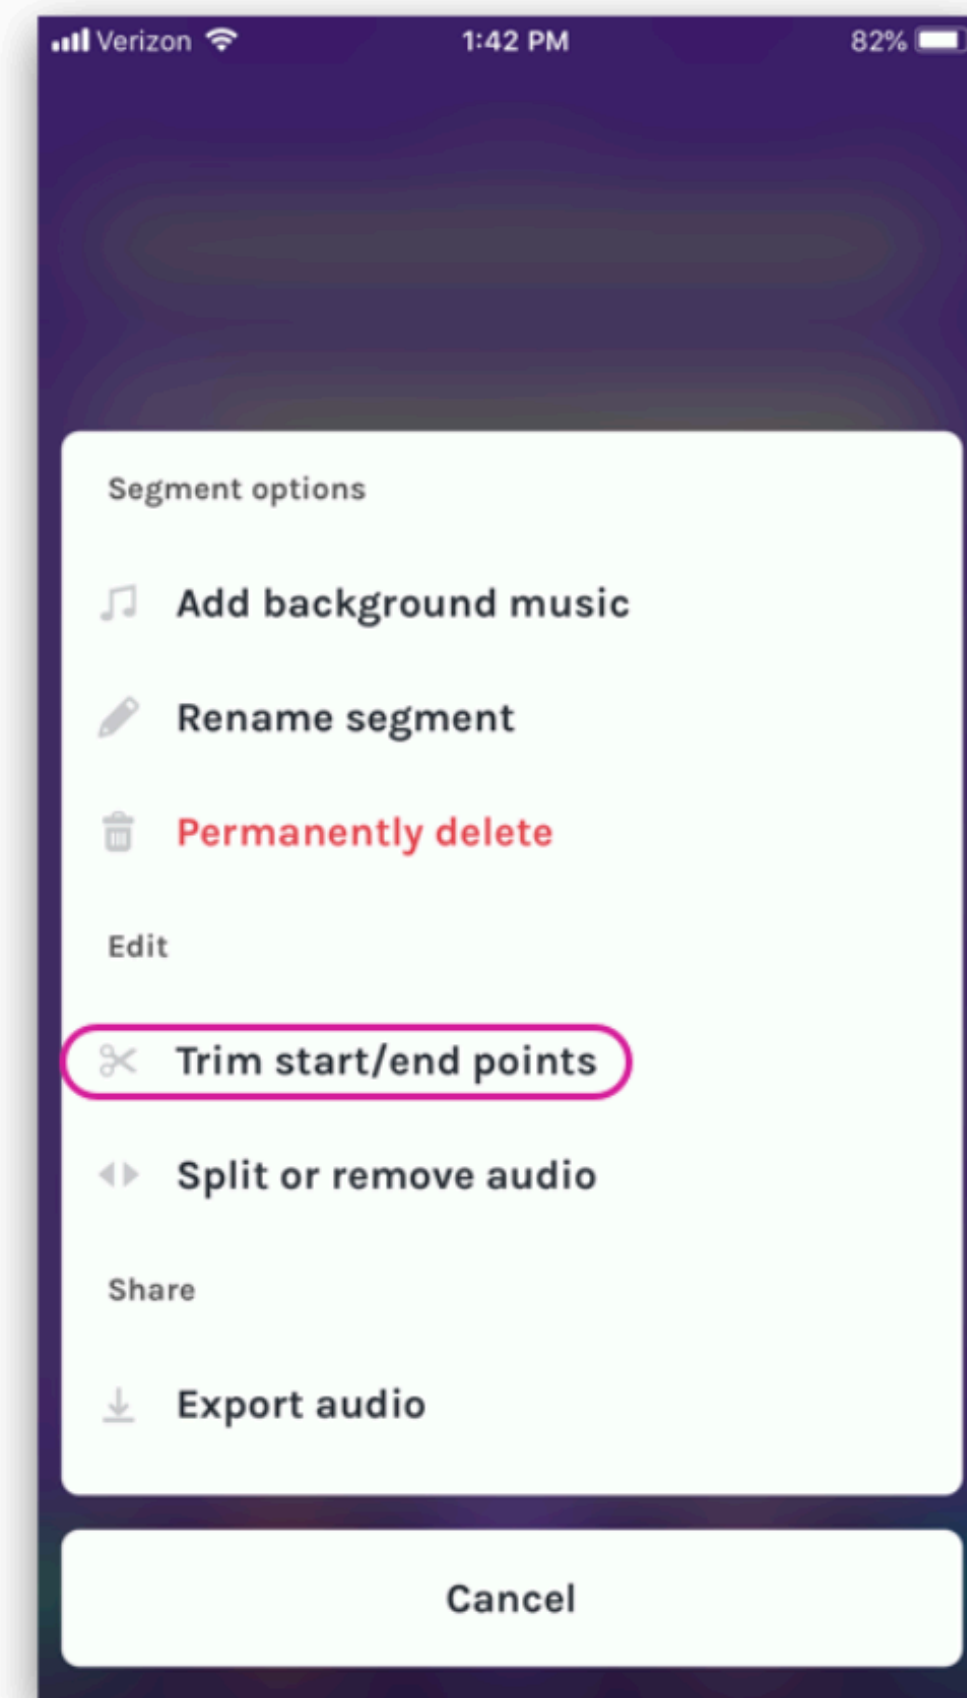 Verizon 1:42 PM 82%
Segment options
Add background music
Rename segment
Permanently delete
Edit
Trim start/end points
Split or remove audio
Share
Export audio
Cancel